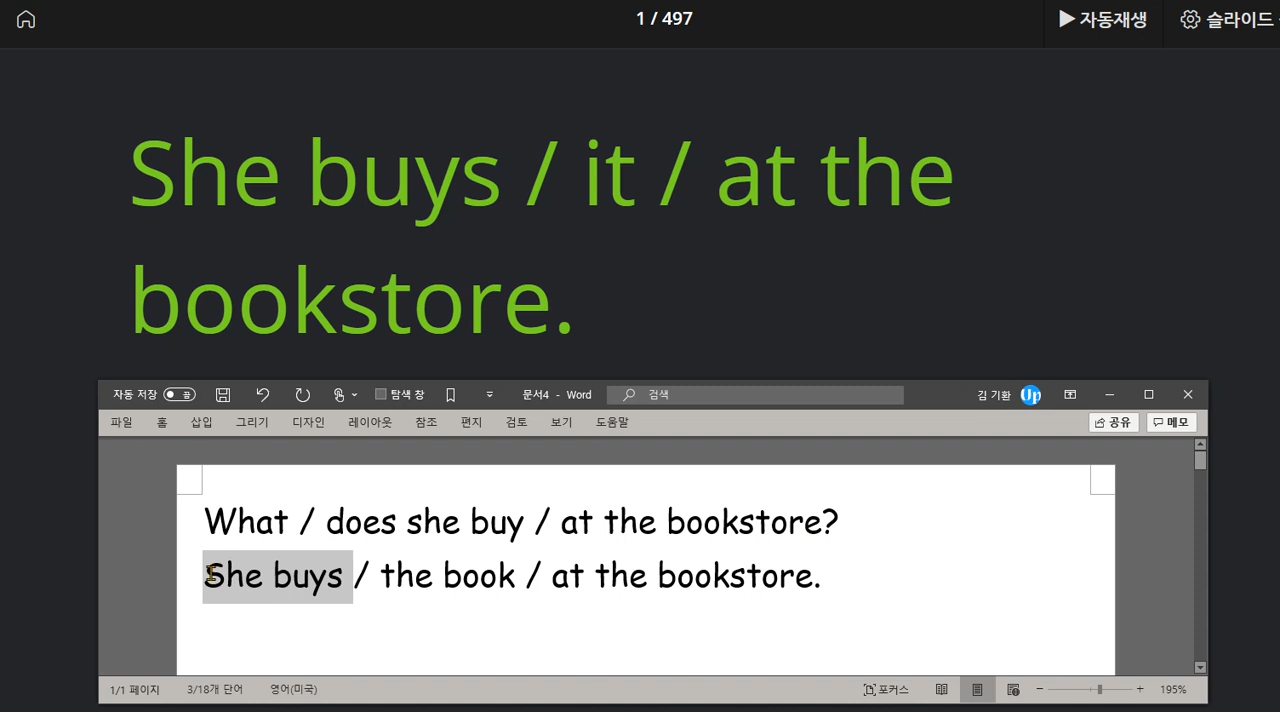 1 / 497
▶ 자동재생
슬라이드
She buys / it / at the
bookstore.
자동 저장 끔
탐색 창
문서4 - Word
검색
김 기환
Up
파일 홈 삽입 그리기 디자인 레이아웃 참조 편지 검토 보기 도움말
공유
메모
What / does she buy / at the bookstore?
She buys / the book / at the bookstore.
1/1 페이지 3/18개 단어 영어(미국)
포커스
195%